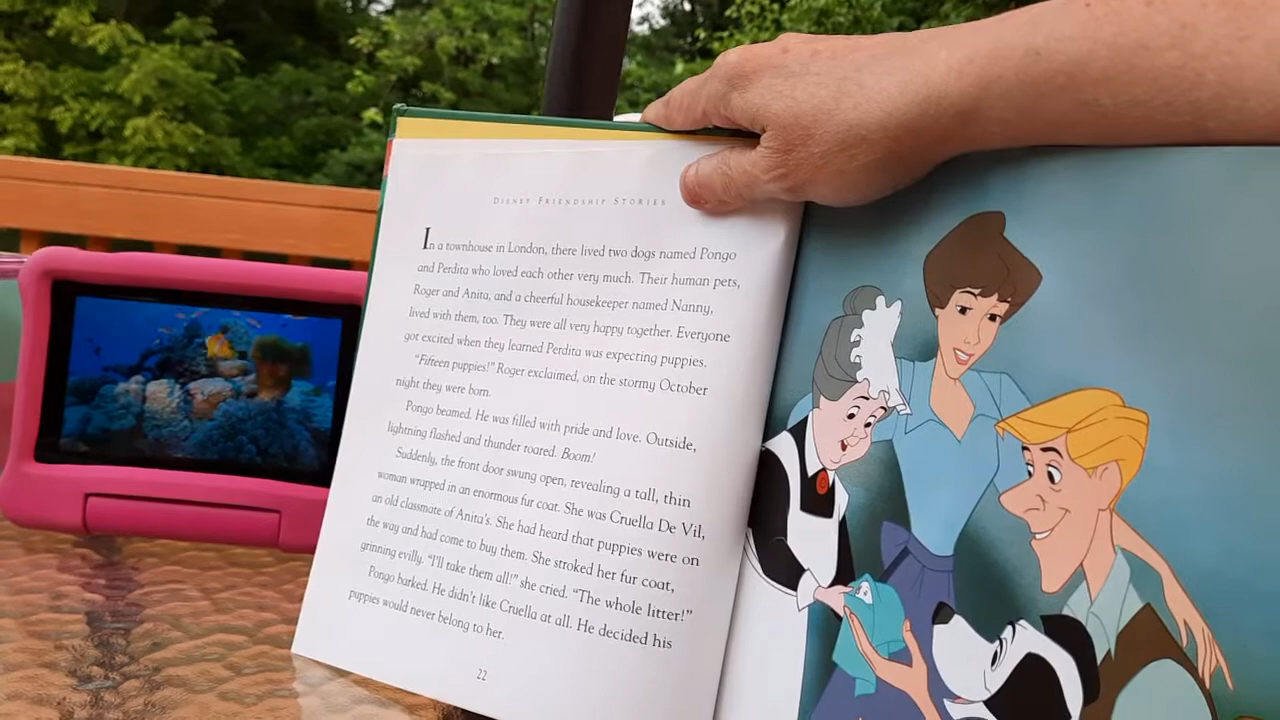 Disney Friendship Stories
In a townhouse in London, there lived two dogs named Pongo
and Perdita who loved each other very much. Their human pets,
Roger and Anita, and a cheerful housekeeper named Nanny,
lived with them, too. They were all very happy together. Everyone
got excited when they learned Perdita was expecting puppies.
“Fifteen puppies!” Roger exclaimed, on the stormy October
night they were born.
Pongo beamed. He was filled with pride and love. Outside,
lightning flashed and thunder roared. Boom!
Suddenly, the front door swung open, revealing a tall, thin
woman wrapped in an enormous fur coat. She was Cruella De Vil,
an old classmate of Anita’s. She had heard that puppies were on
the way and had come to buy them. She stroked her fur coat,
grinning evilly. “I’ll take them all!” she cried. “The whole litter!”
Pongo barked. He didn’t like Cruella at all. He decided his
puppies would never belong to her.
22